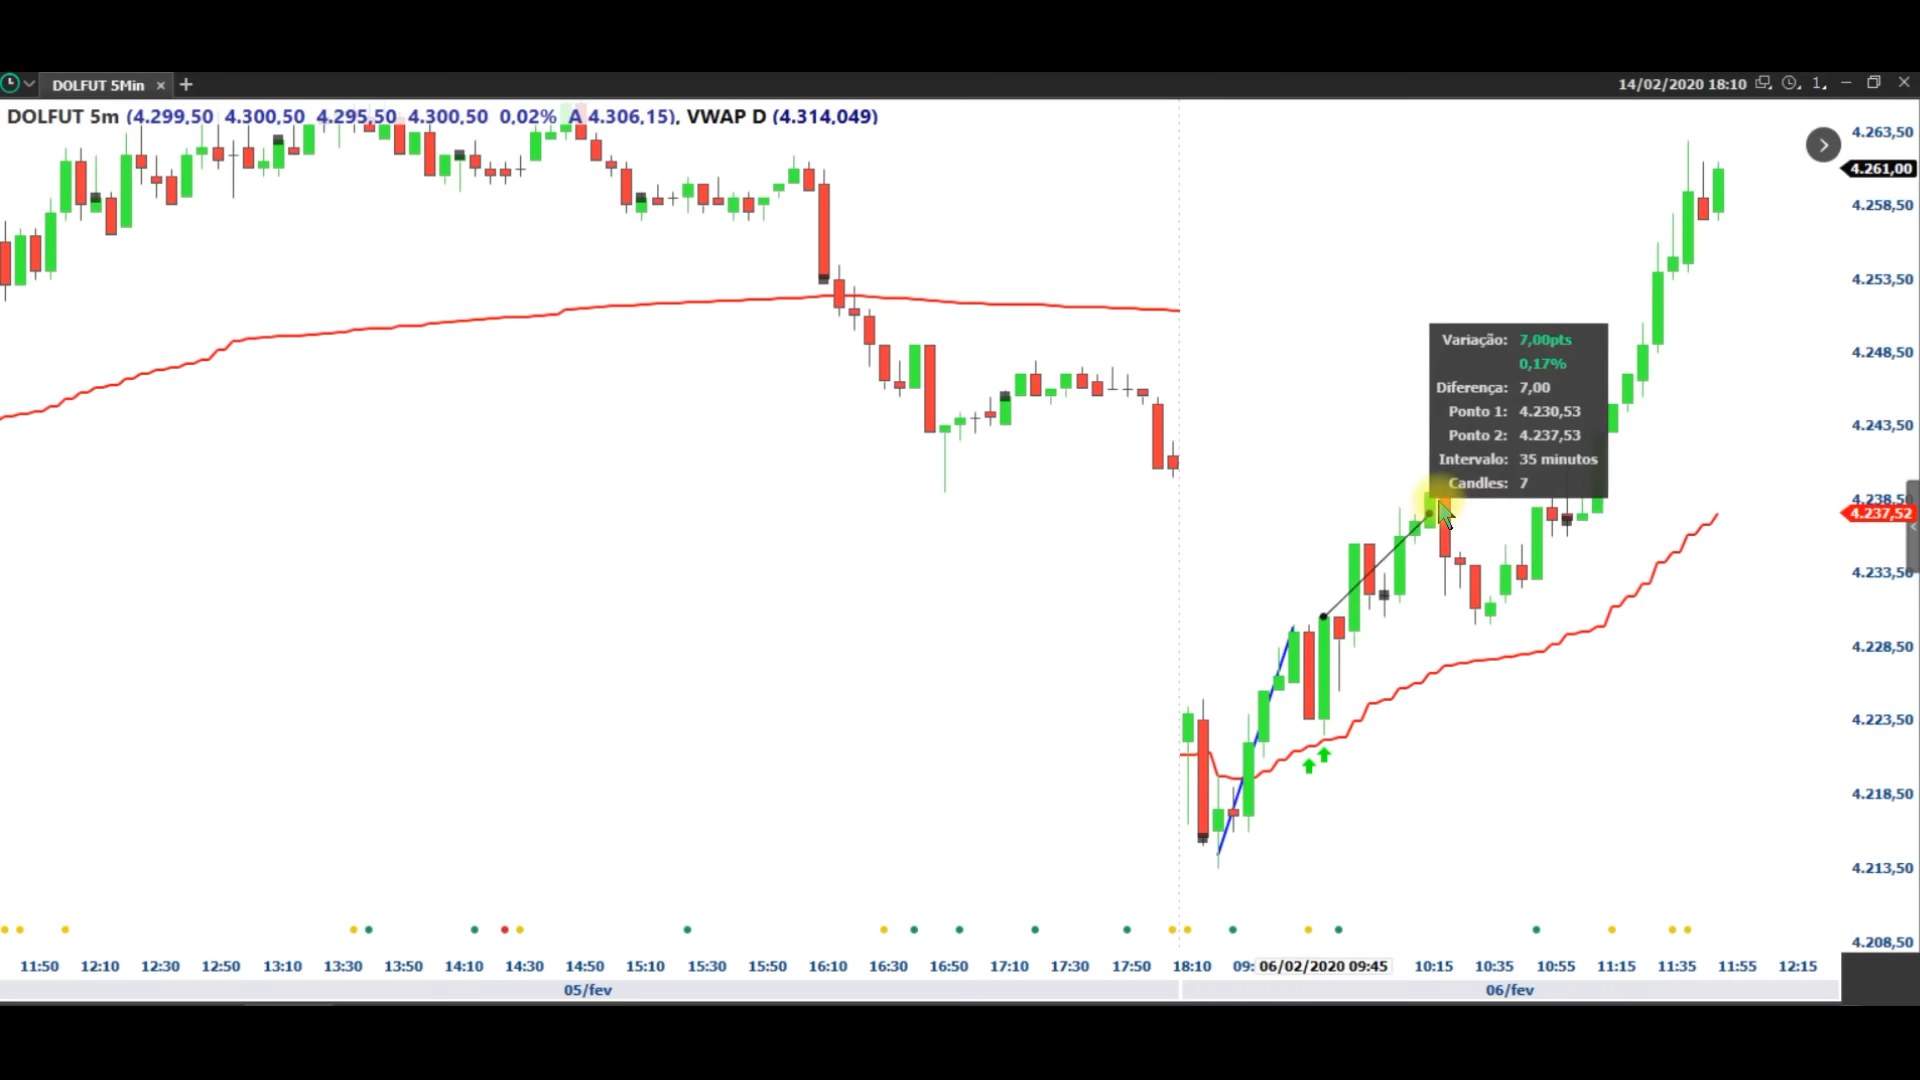 DOLFUT 5Min × +
14/02/2020 18:10 1
DOLFUT 5m (4.299,50 4.300,50 4.295,50 4.300,50 0,02% A 4.306,15), VWAP D (4.314,049)
4.263,50
4.261,00
4.258,50
4.253,50
4.248,50
4.243,50
4.238,50
4.237,52
4.233,50
4.228,50
4.223,50
4.218,50
4.213,50
4.208,50
Variação: 7,00pts
0,17%
Diferença: 7,00
Ponto 1: 4.230,53
Ponto 2: 4.237,53
Intervalo: 35 minutos
Candles: 7
11:50 12:10 12:30 12:50 13:10 13:30 13:50 14:10 14:30 14:50 15:10 15:30 15:50 16:10 16:30 16:50 17:10 17:30 17:50 18:10 09: 06/02/2020 09:45 10:15 10:35 10:55 11:15 11:35 11:55 12:15
05/fev 06/fev